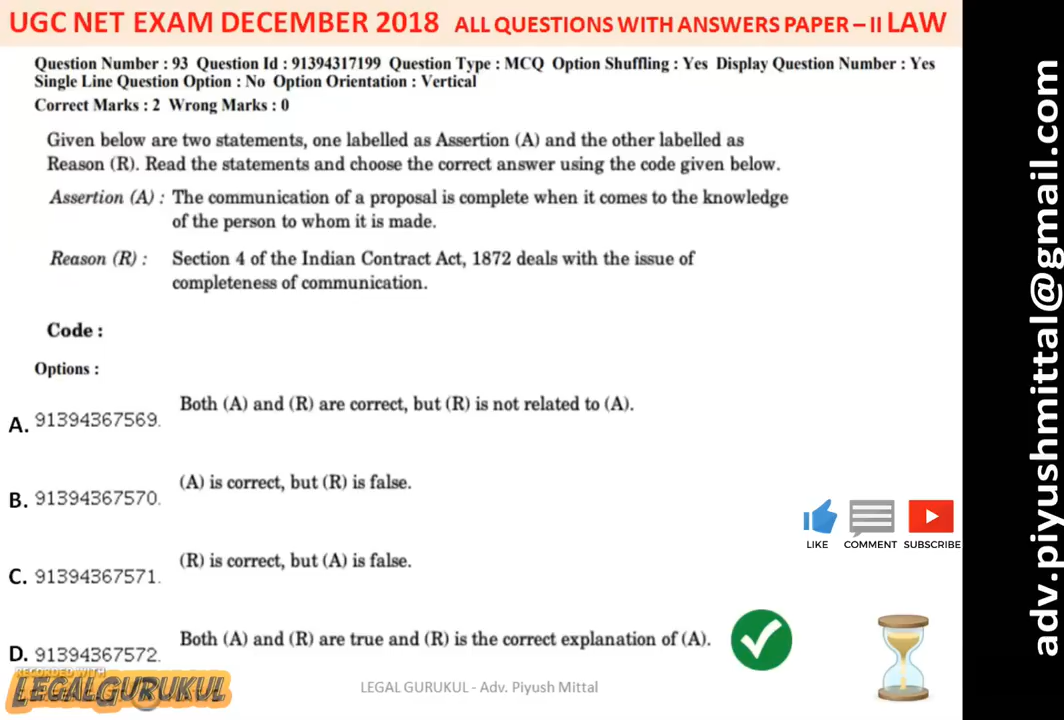 UGC NET EXAM DECEMBER 2018 ALL QUESTIONS WITH ANSWERS PAPER – II LAW
Question Number : 93 Question Id : 91394317199 Question Type : MCQ Option Shuffling : Yes Display Question Number : Yes
Single Line Question Option : No Option Orientation : Vertical
Correct Marks : 2 Wrong Marks : 0
Given below are two statements, one labelled as Assertion (A) and the other labelled as
Reason (R). Read the statements and choose the correct answer using the code given below.
Assertion (A) : The communication of a proposal is complete when it comes to the knowledge
of the person to whom it is made.
Reason (R) : Section 4 of the Indian Contract Act, 1872 deals with the issue of
completeness of communication.
Code :
Options :
Both (A) and (R) are correct, but (R) is not related to (A).
A. 91394367569.
(A) is correct, but (R) is false.
B. 91394367570.
(R) is correct, but (A) is false.
C. 91394367571.
Both (A) and (R) are true and (R) is the correct explanation of (A).
D. 91394367572.
LIKE COMMENT SUBSCRIBE
RECORDED WITH
LEGALGURUKUL
LEGAL GURUKUL - Adv. Piyush Mittal
adv.piyushmittal@gmail.com